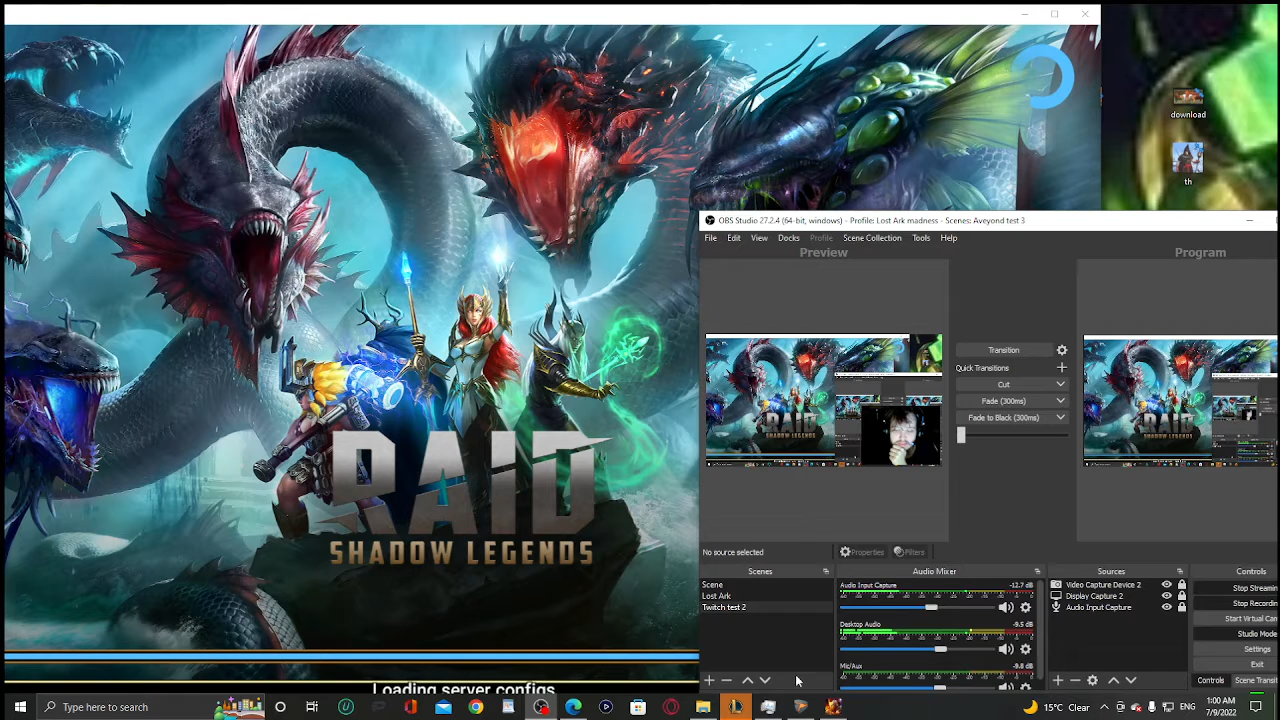 download
th
OBS Studio 27.2.4 (64-bit, windows) - Profile: Lost Ark madness - Scenes: Aveyond test 3
File Edit View Docks Profile Scene Collection Tools Help
Preview
Program
Transition
Quick Transitions
Cut
Fade (300ms)
Fade to Black (300ms)
RAID
SHADOW LEGENDS
Loading server configs
No source selected
Properties
Filters
Scenes
Audio Mixer
Sources
Controls
Scene
Lost Ark
Twitch test 2
Audio Input Capture -12.7 dB
Desktop Audio -9.5 dB
Mic/Aux -9.8 dB
Video Capture Device 2
Display Capture 2
Audio Input Capture
Stop Streamin
Stop Recordin
Start Virtual Can
Studio Mode
Settings
Exit
Controls Scene Transit
Type here to search
15°C Clear
ENG
1:00 AM
7/9/2022